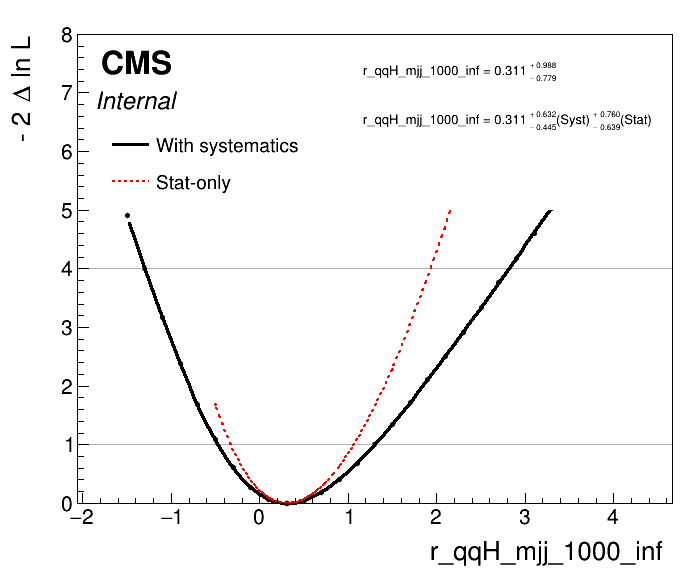 - 2 Δ ln L
8
7
6
5
4
3
2
1
0
CMS
Internal
With systematics
Stat-only
r_qqH_mjj_1000_inf = 0.311 +0.988 −0.779
r_qqH_mjj_1000_inf = 0.311 +0.632 −0.445 (Syst) +0.760 −0.639 (Stat)
−2 −1 0 1 2 3 4
r_qqH_mjj_1000_inf